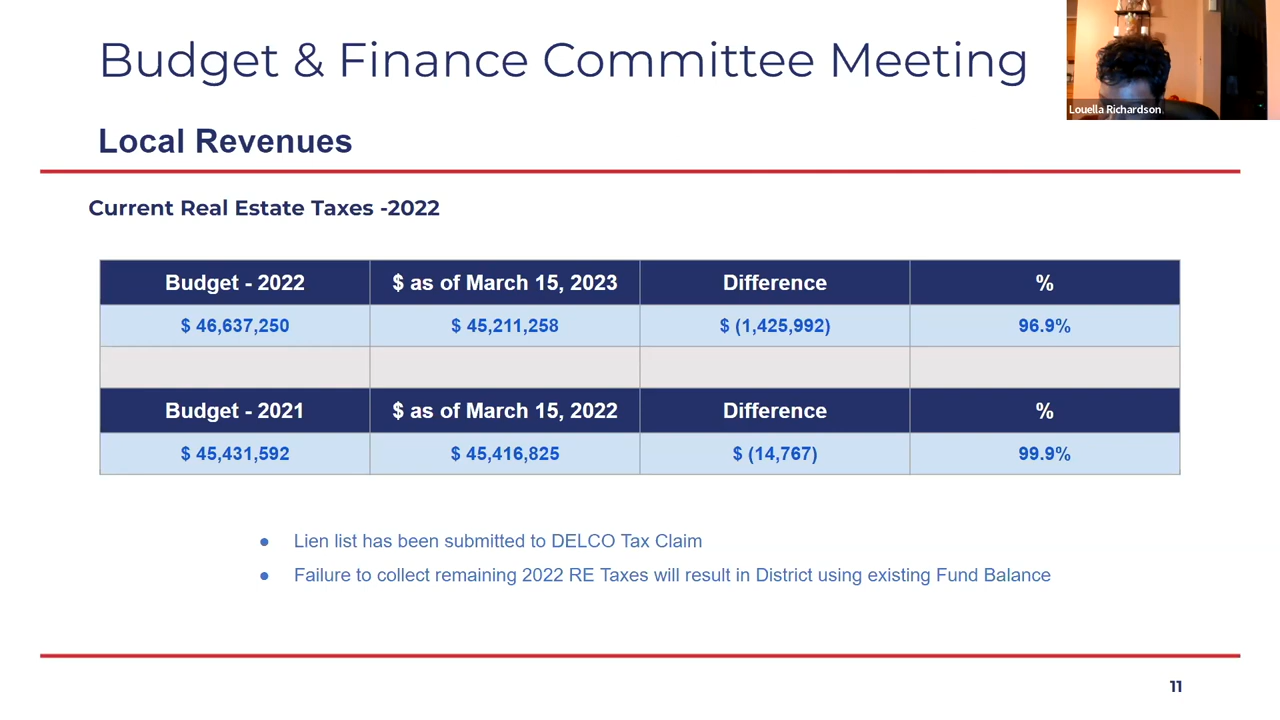 Budget & Finance Committee Meeting
Louella Richardson
Local Revenues
Current Real Estate Taxes -2022
Budget - 2022 $ as of March 15, 2023 Difference %
$ 46,637,250 $ 45,211,258 $ (1,425,992) 96.9%
Budget - 2021 $ as of March 15, 2022 Difference %
$ 45,431,592 $ 45,416,825 $ (14,767) 99.9%
● Lien list has been submitted to DELCO Tax Claim
● Failure to collect remaining 2022 RE Taxes will result in District using existing Fund Balance
11